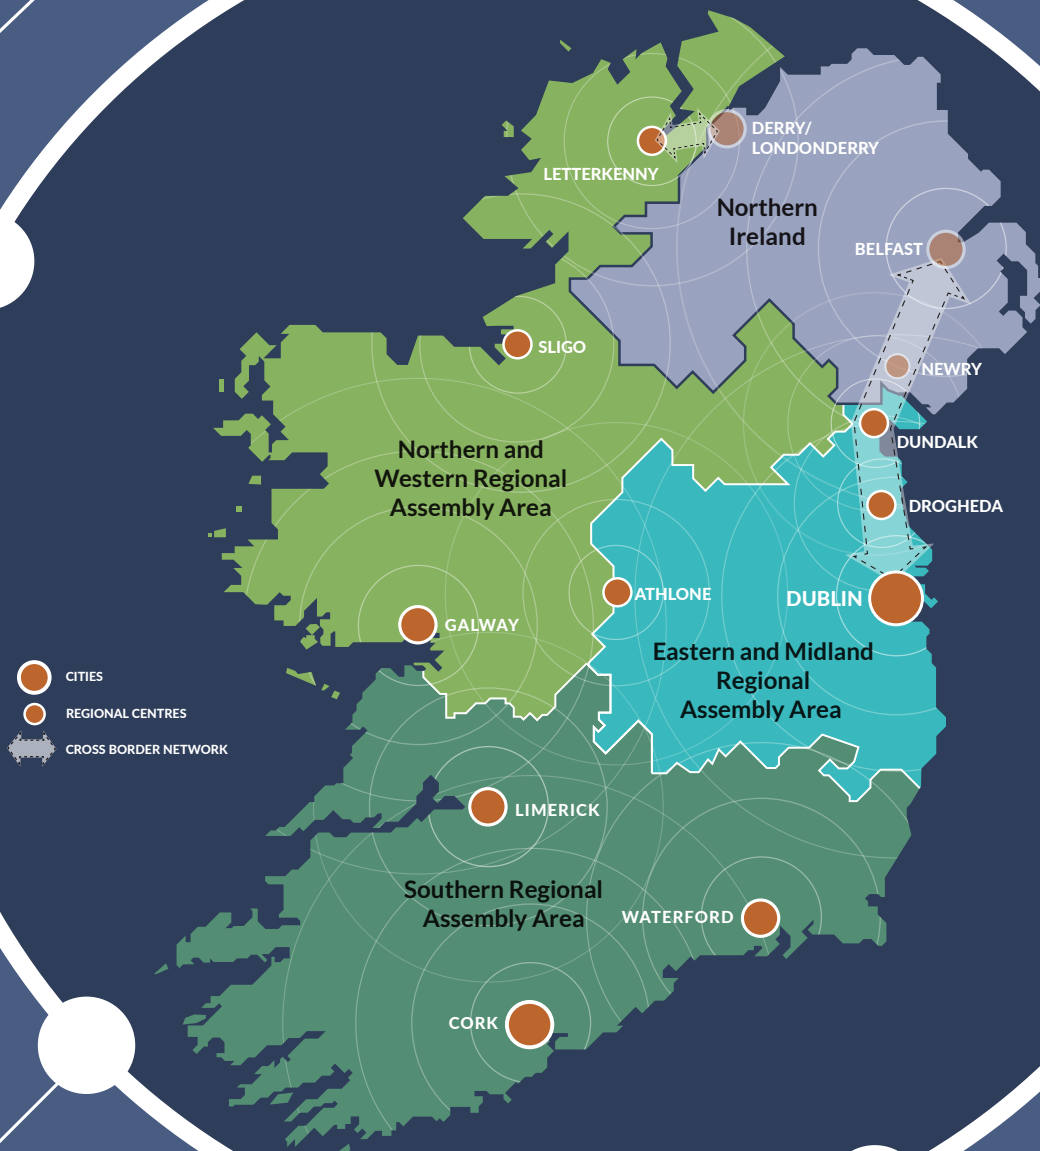 DERRY/
LONDONDERRY
LETTERKENNY
Northern
Ireland
BELFAST
SLIGO
NEWRY
DUNDALK
Northern and
Western Regional
Assembly Area
DROGHEDA
ATHLONE
DUBLIN
GALWAY
Eastern and Midland
Regional
Assembly Area
CITIES
REGIONAL CENTRES
CROSS BORDER NETWORK
LIMERICK
Southern Regional
Assembly Area
WATERFORD
CORK